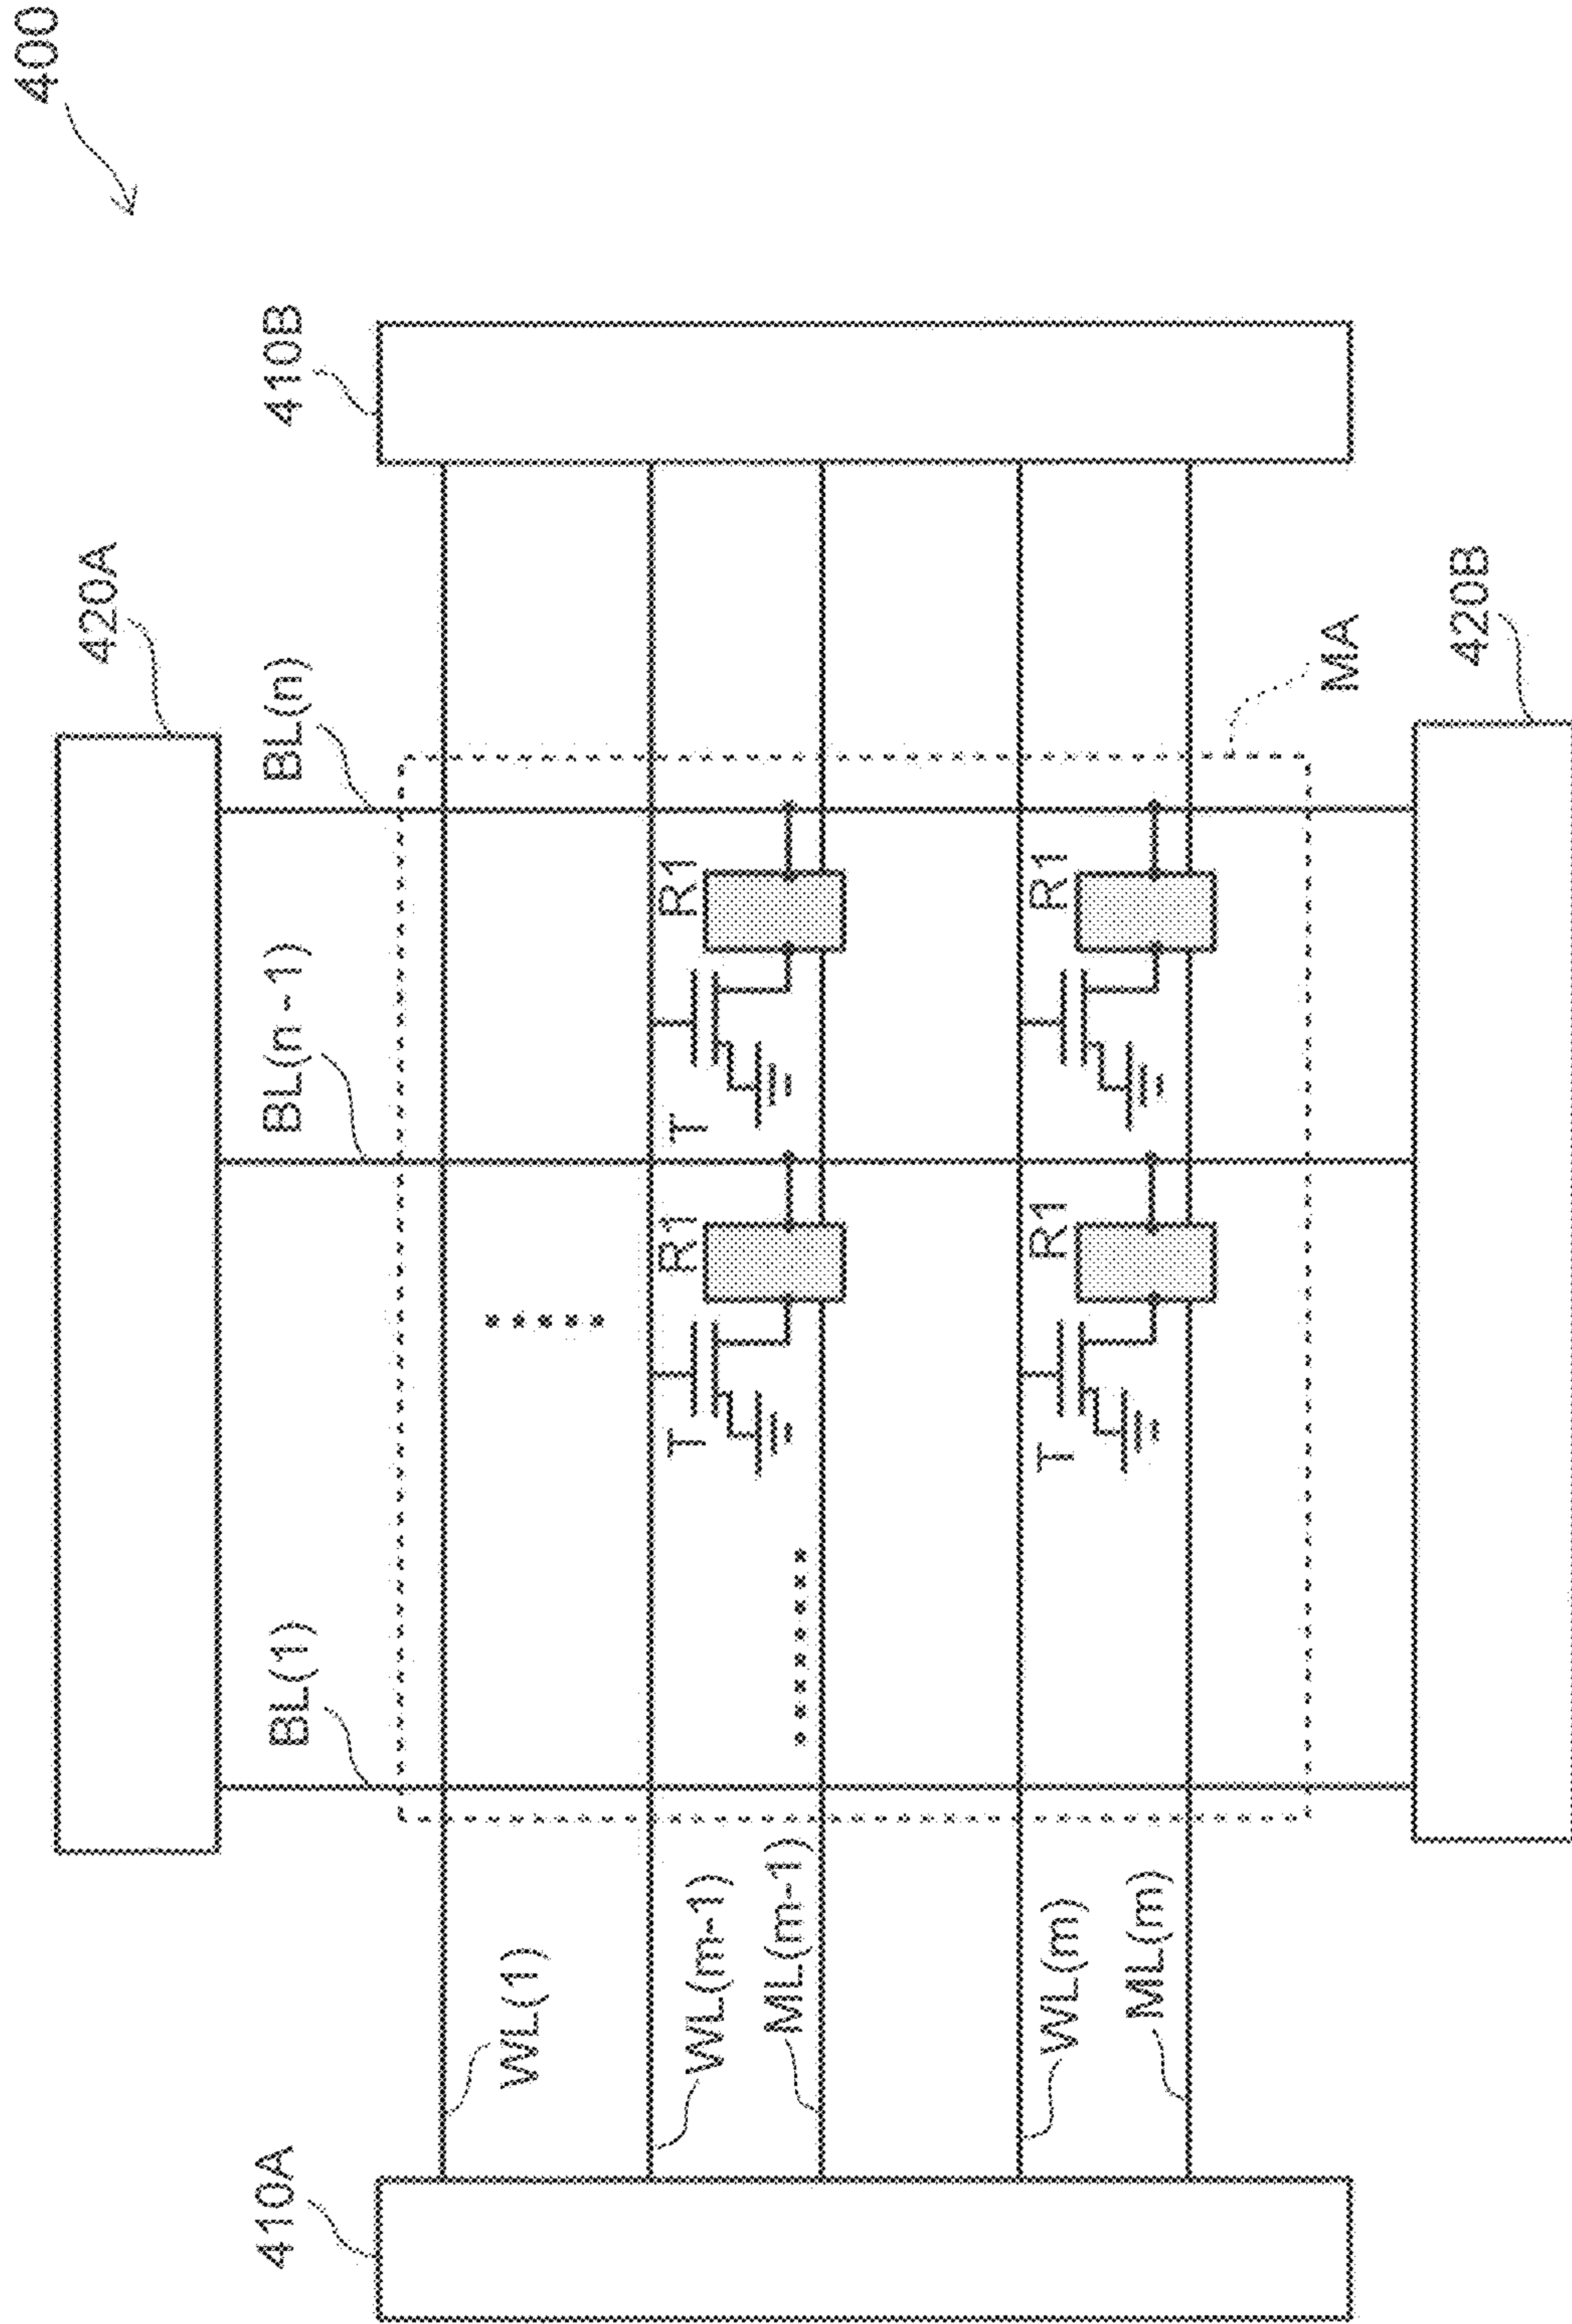 400
420A
410A
BL(1)
BL(n-1)
BL(n)
410B
WL(1)
WL(m-1)
T
R1
T
R1
ML(m-1)
WL(m)
T
R1
R1
ML(m)
MA
420B